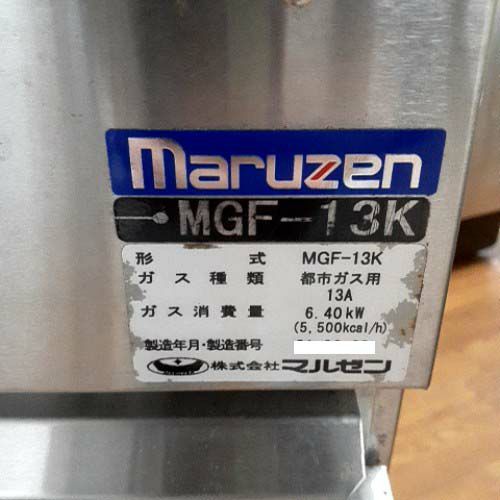 maruzen
MGF-13K
形 式 MGF-13K
ガス種類 都市ガス用
13A
ガス消費量 6.40kW
(5,500kcal/h)
製造年月・製造番号
株式会社マルゼン